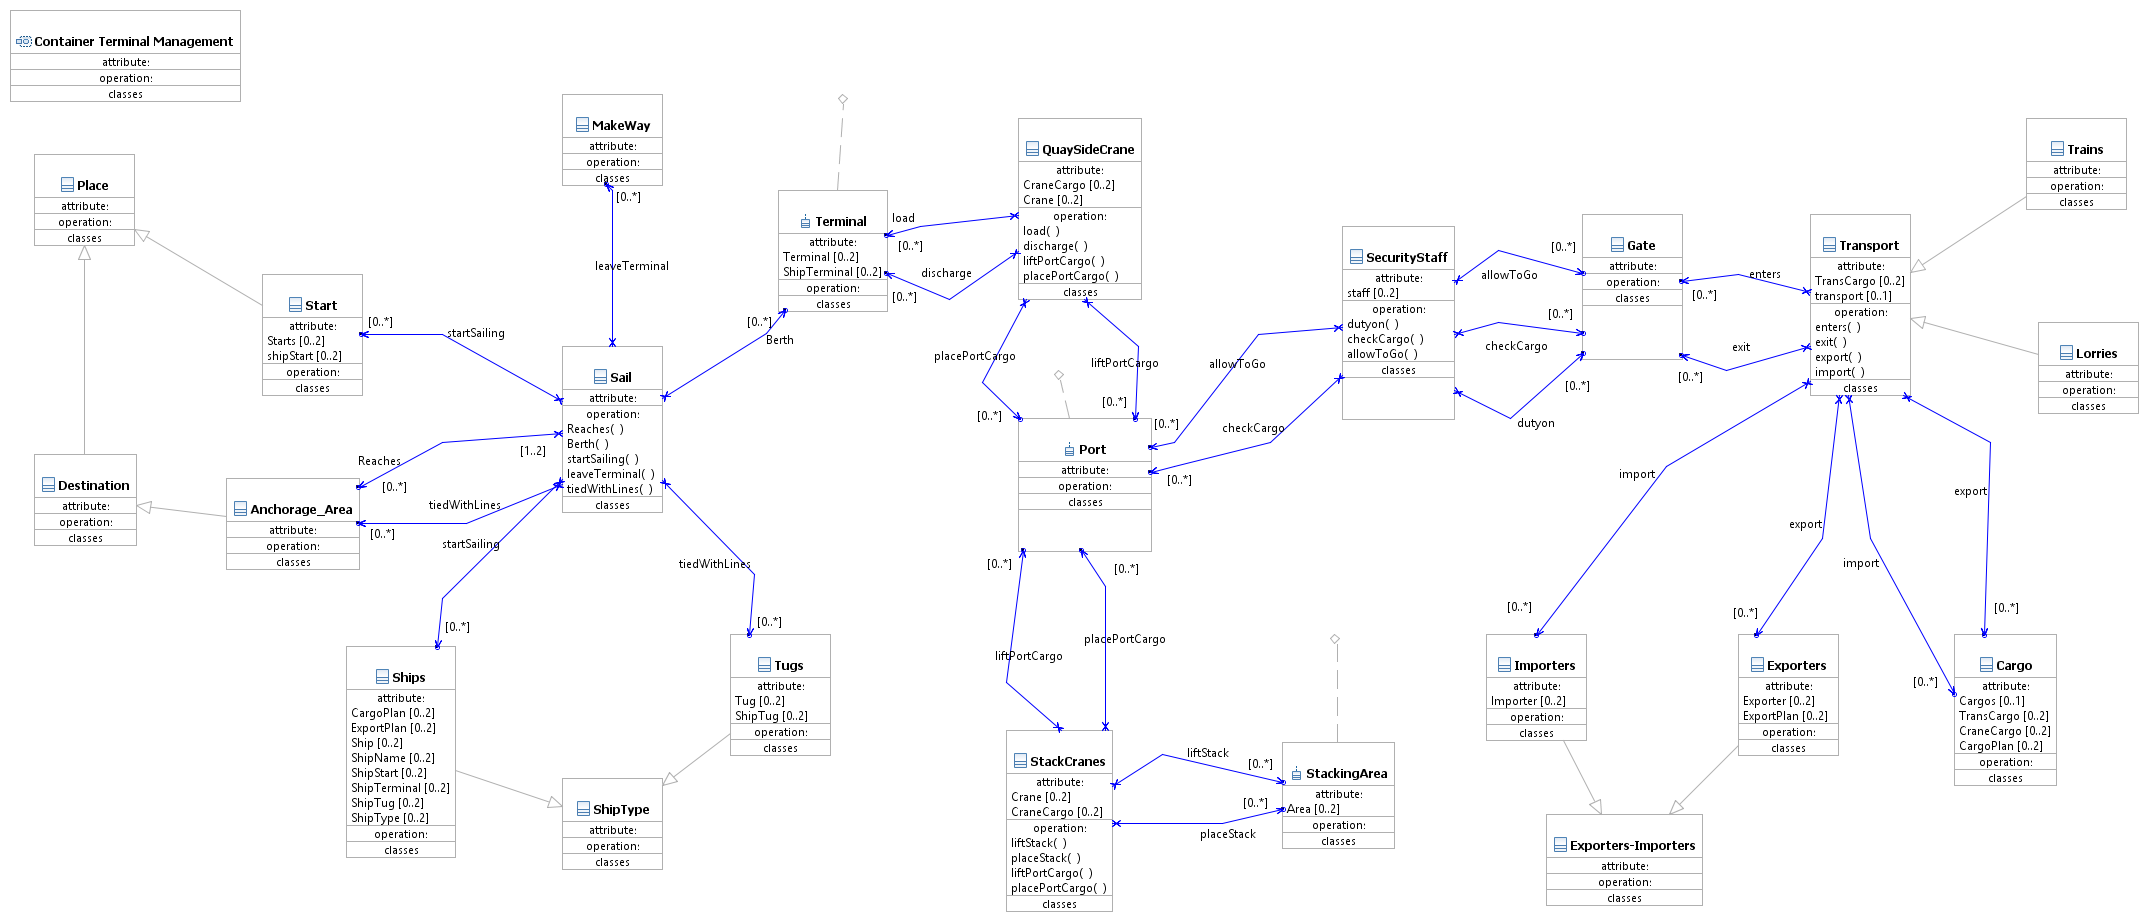 Container Terminal Management
attribute:
operation:
classes
Place
attribute:
operation:
classes
Start
attribute:
Starts [0..2]
shipStart [0..2]
operation:
classes
Destination
attribute:
operation:
classes
Anchorage_Area
attribute:
operation:
classes
MakeWay
attribute:
operation:
classes
[0..*]
leaveTerminal
[0..*]
startSailing
Sail
attribute:
operation:
Reaches( )
Berth( )
startSailing( )
leaveTerminal( )
tiedWithLines( )
classes
[1..2]
Reaches
[0..*]
tiedWithLines
[0..*]
startSailing
[0..*]
tiedWithLines
[0..*]
Ships
attribute:
CargoPlan [0..2]
ExportPlan [0..2]
Ship [0..2]
ShipName [0..2]
ShipStart [0..2]
ShipTerminal [0..2]
ShipTug [0..2]
ShipType [0..2]
operation:
classes
Tugs
attribute:
Tug [0..2]
ShipTug [0..2]
operation:
classes
ShipType
attribute:
operation:
classes
Terminal
attribute:
Terminal [0..2]
ShipTerminal [0..2]
operation:
classes
[0..*]
Berth
load
[0..*]
discharge
[0..*]
QuaySideCrane
attribute:
CraneCargo [0..2]
Crane [0..2]
operation:
load( )
discharge( )
liftPortCargo( )
placePortCargo( )
classes
placePortCargo
[0..*]
liftPortCargo
[0..*]
Port
attribute:
operation:
classes
[0..*]
allowToGo
checkCargo
[0..*]
[0..*]
[0..*]
liftPortCargo
placePortCargo
StackCranes
attribute:
Crane [0..2]
CraneCargo [0..2]
operation:
liftStack( )
placeStack( )
liftPortCargo( )
placePortCargo( )
classes
liftStack
[0..*]
[0..*]
placeStack
StackingArea
attribute:
Area [0..2]
operation:
classes
SecurityStaff
attribute:
staff [0..2]
operation:
dutyon( )
checkCargo( )
allowToGo( )
classes
[0..*]
allowToGo
[0..*]
checkCargo
[0..*]
dutyon
Gate
attribute:
operation:
classes
enters
[0..*]
exit
[0..*]
Transport
attribute:
TransCargo [0..2]
transport [0..1]
operation:
enters( )
exit( )
export( )
import( )
classes
Trains
attribute:
operation:
classes
Lorries
attribute:
operation:
classes
import
[0..*]
export
[0..*]
import
[0..*]
export
[0..*]
Importers
attribute:
Importer [0..2]
operation:
classes
Exporters
attribute:
Exporter [0..2]
ExportPlan [0..2]
operation:
classes
Cargo
attribute:
Cargos [0..1]
TransCargo [0..2]
CraneCargo [0..2]
CargoPlan [0..2]
operation:
classes
Exporters-Importers
attribute:
operation:
classes